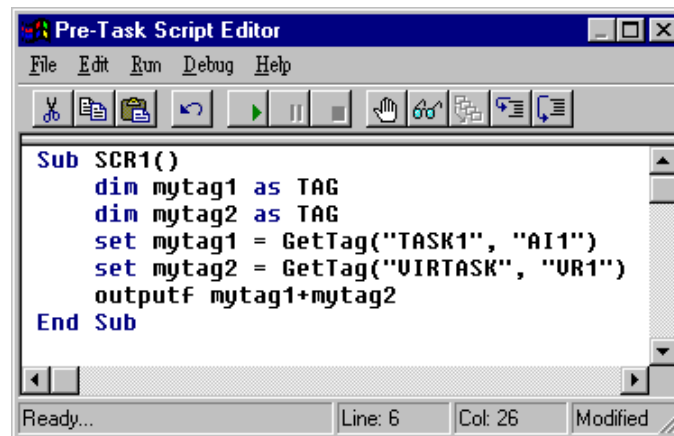 Pre-Task Script Editor
File Edit Run Debug Help
Sub SCR1()
    dim mytag1 as TAG
    dim mytag2 as TAG
    set mytag1 = GetTag("TASK1", "AI1")
    set mytag2 = GetTag("VIRTASK", "VR1")
    outputf mytag1+mytag2
End Sub
Ready... Line: 6 Col: 26 Modified